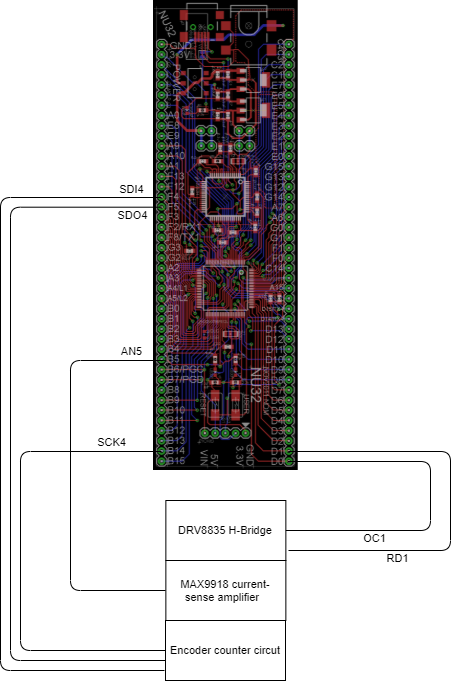 NU32
GND
3.3V
POWER
A0
E8
E9
A9
A10
A1
F13
F12
F4
F5
F3
F2/RX1
F8/TX1
G3
G2
A2
A3
A4/L1
A5/L2
B0
B1
B2
B3
B4
B5
B6/PGC
B7/PGD
B8
B9
B10
B11
B12
B13
B14
B15
C2
C1
E7
E6
E5
E4
E3
E2
E1
E0
G15
G13
G12
G14
A7
A6
G0
G1
F1
F0
C14
A15
D13
D12
D11
D10
D9
D8
D7
D6
D5
D4
D3
D2
D1
D0
NU32
USER
VIN
5V
3.3V
GND
SDI4
SDO4
AN5
SCK4
OC1
RD1
DRV8835 H-Bridge
MAX9918 current-
sense amplifier
Encoder counter circut